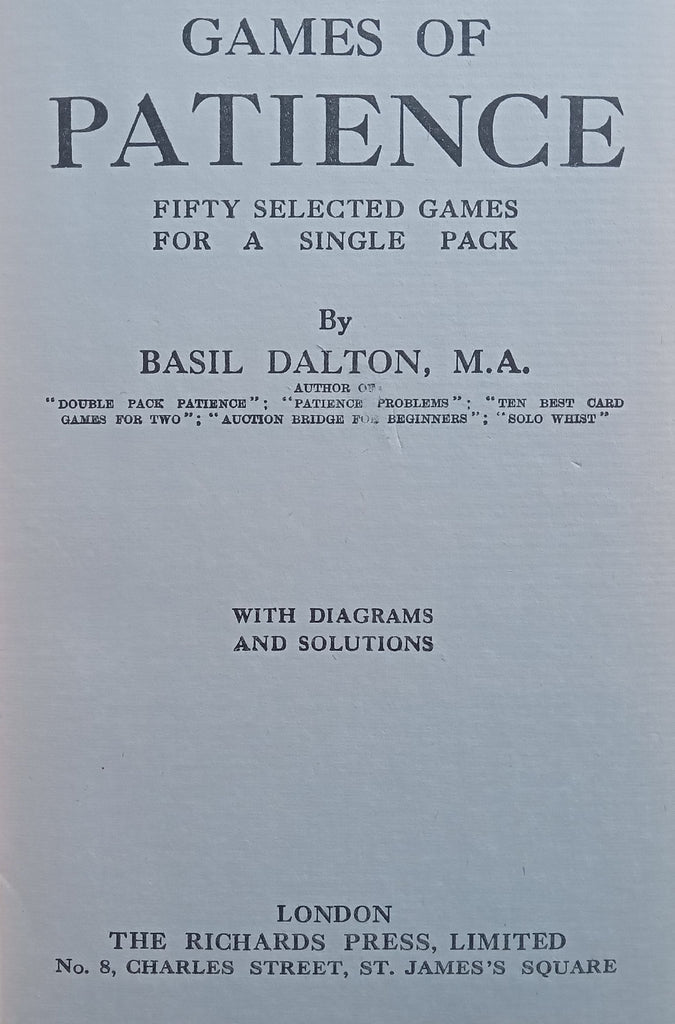 GAMES OF
PATIENCE
FIFTY SELECTED GAMES
FOR A SINGLE PACK
By
BASIL DALTON, M.A.
AUTHOR OF
"DOUBLE PACK PATIENCE"; "PATIENCE PROBLEMS"; "TEN BEST CARD
GAMES FOR TWO"; "AUCTION BRIDGE FOR BEGINNERS"; "SOLO WHIST"
WITH DIAGRAMS
AND SOLUTIONS
LONDON
THE RICHARDS PRESS, LIMITED
No. 8, CHARLES STREET, ST. JAMES'S SQUARE